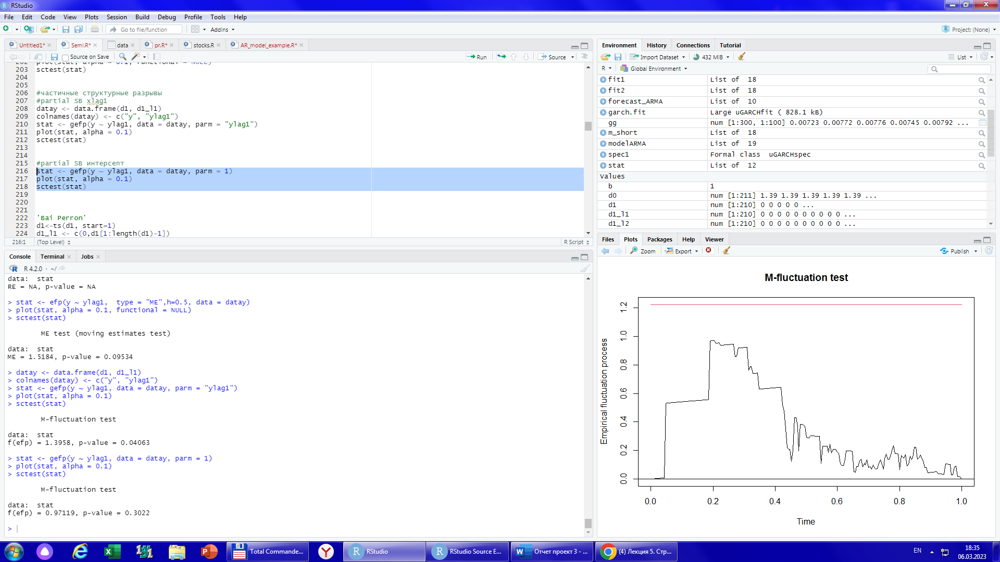 RStudio
File Edit Code View Plots Session Build Debug Profile Tools Help
Go to file/function Addins Project: (None)
Untitled1* Semi.R* data pr.R* stocks.R AR_model_example.R*
Source on Save Run Source
202 plot(stat, alpha = 0.1, functional = NULL)
203 sctest(stat)
204
205
206 #частичные структурные разрывы
207 #partial SB xlag1
208 datay <- data.frame(d1, d1_l1)
209 colnames(datay) <- c("y", "ylag1")
210 stat <- gefp(y ~ ylag1, data = datay, parm = "ylag1")
211 plot(stat, alpha = 0.1)
212 sctest(stat)
213
214
215 #partial SB интерсепт
216 stat <- gefp(y ~ ylag1, data = datay, parm = 1)
217 plot(stat, alpha = 0.1)
218 sctest(stat)
219
220
221
222 'Bai Perron'
223 d1<-ts(d1, start=1)
224 d1_l1 <- c(0,d1[1:length(d1)-1])
216:1 (Top Level) R Script
Console Terminal Jobs
R 4.2.0 · ~/
data: stat
RE = NA, p-value = NA
> stat <- efp(y ~ ylag1, type = "ME",h=0.5, data = datay)
> plot(stat, alpha = 0.1, functional = NULL)
> sctest(stat)
ME test (moving estimates test)
data: stat
ME = 1.5184, p-value = 0.09534
> datay <- data.frame(d1, d1_l1)
> colnames(datay) <- c("y", "ylag1")
> stat <- gefp(y ~ ylag1, data = datay, parm = "ylag1")
> plot(stat, alpha = 0.1)
> sctest(stat)
M-fluctuation test
data: stat
f(efp) = 1.3958, p-value = 0.04063
> stat <- gefp(y ~ ylag1, data = datay, parm = 1)
> plot(stat, alpha = 0.1)
> sctest(stat)
M-fluctuation test
data: stat
f(efp) = 0.97119, p-value = 0.3022
>
Environment History Connections Tutorial
Import Dataset 432 MiB List
R Global Environment
fit1 List of 18
fit2 List of 18
forecast_ARMA List of 10
garch.fit Large uGARCHfit ( 828.1 kB)
gg num [1:300, 1:100] 0.00723 0.00772 0.00776 0.00745 0.00792 ...
m_short List of 18
modelARMA List of 19
spec1 Formal class uGARCHspec
stat List of 12
Values
b 1
d0 num [1:211] 1.39 1.39 1.39 1.39 1.39 ...
d1 num [1:210] 0 0 0 0 0 ...
d1_l1 num [1:210] 0 0 0 0 0 0 0 0 0 0 ...
d1_l2 num [1:210] 0 0 0 0 0 0 0 0 0 0 ...
Files Plots Packages Help Viewer
Zoom Export Publish
M-fluctuation test
Empirical fluctuation process
1.2
1.0
0.8
0.6
0.4
0.2
0.0
0.0 0.2 0.4 0.6 0.8 1.0
Time
Total Commande... RStudio RStudio Source E... Отчет проект 3 - ... (4) Лекция 5. Стр...
EN 18:35
06.03.2023